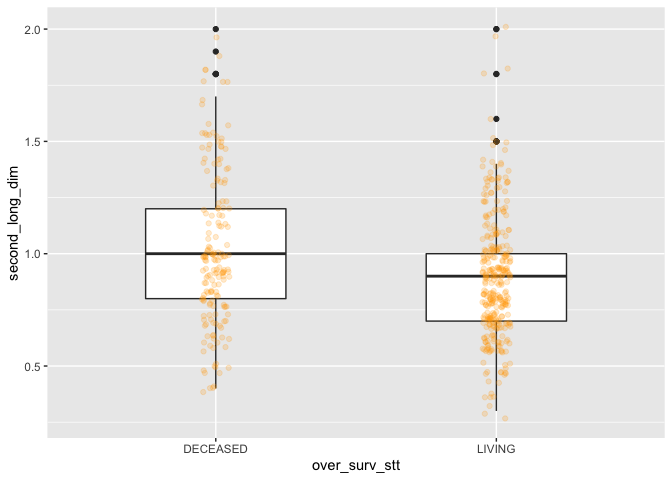 2.0
1.5
1.0
0.5
second_long_dim
DECEASED
LIVING
over_surv_stt